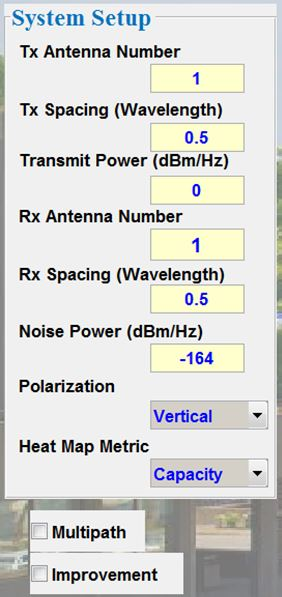 System Setup
Tx Antenna Number
1
Tx Spacing (Wavelength)
0.5
Transmit Power (dBm/Hz)
0
Rx Antenna Number
1
Rx Spacing (Wavelength)
0.5
Noise Power (dBm/Hz)
-164
Polarization
Vertical
Heat Map Metric
Capacity
Multipath
Improvement